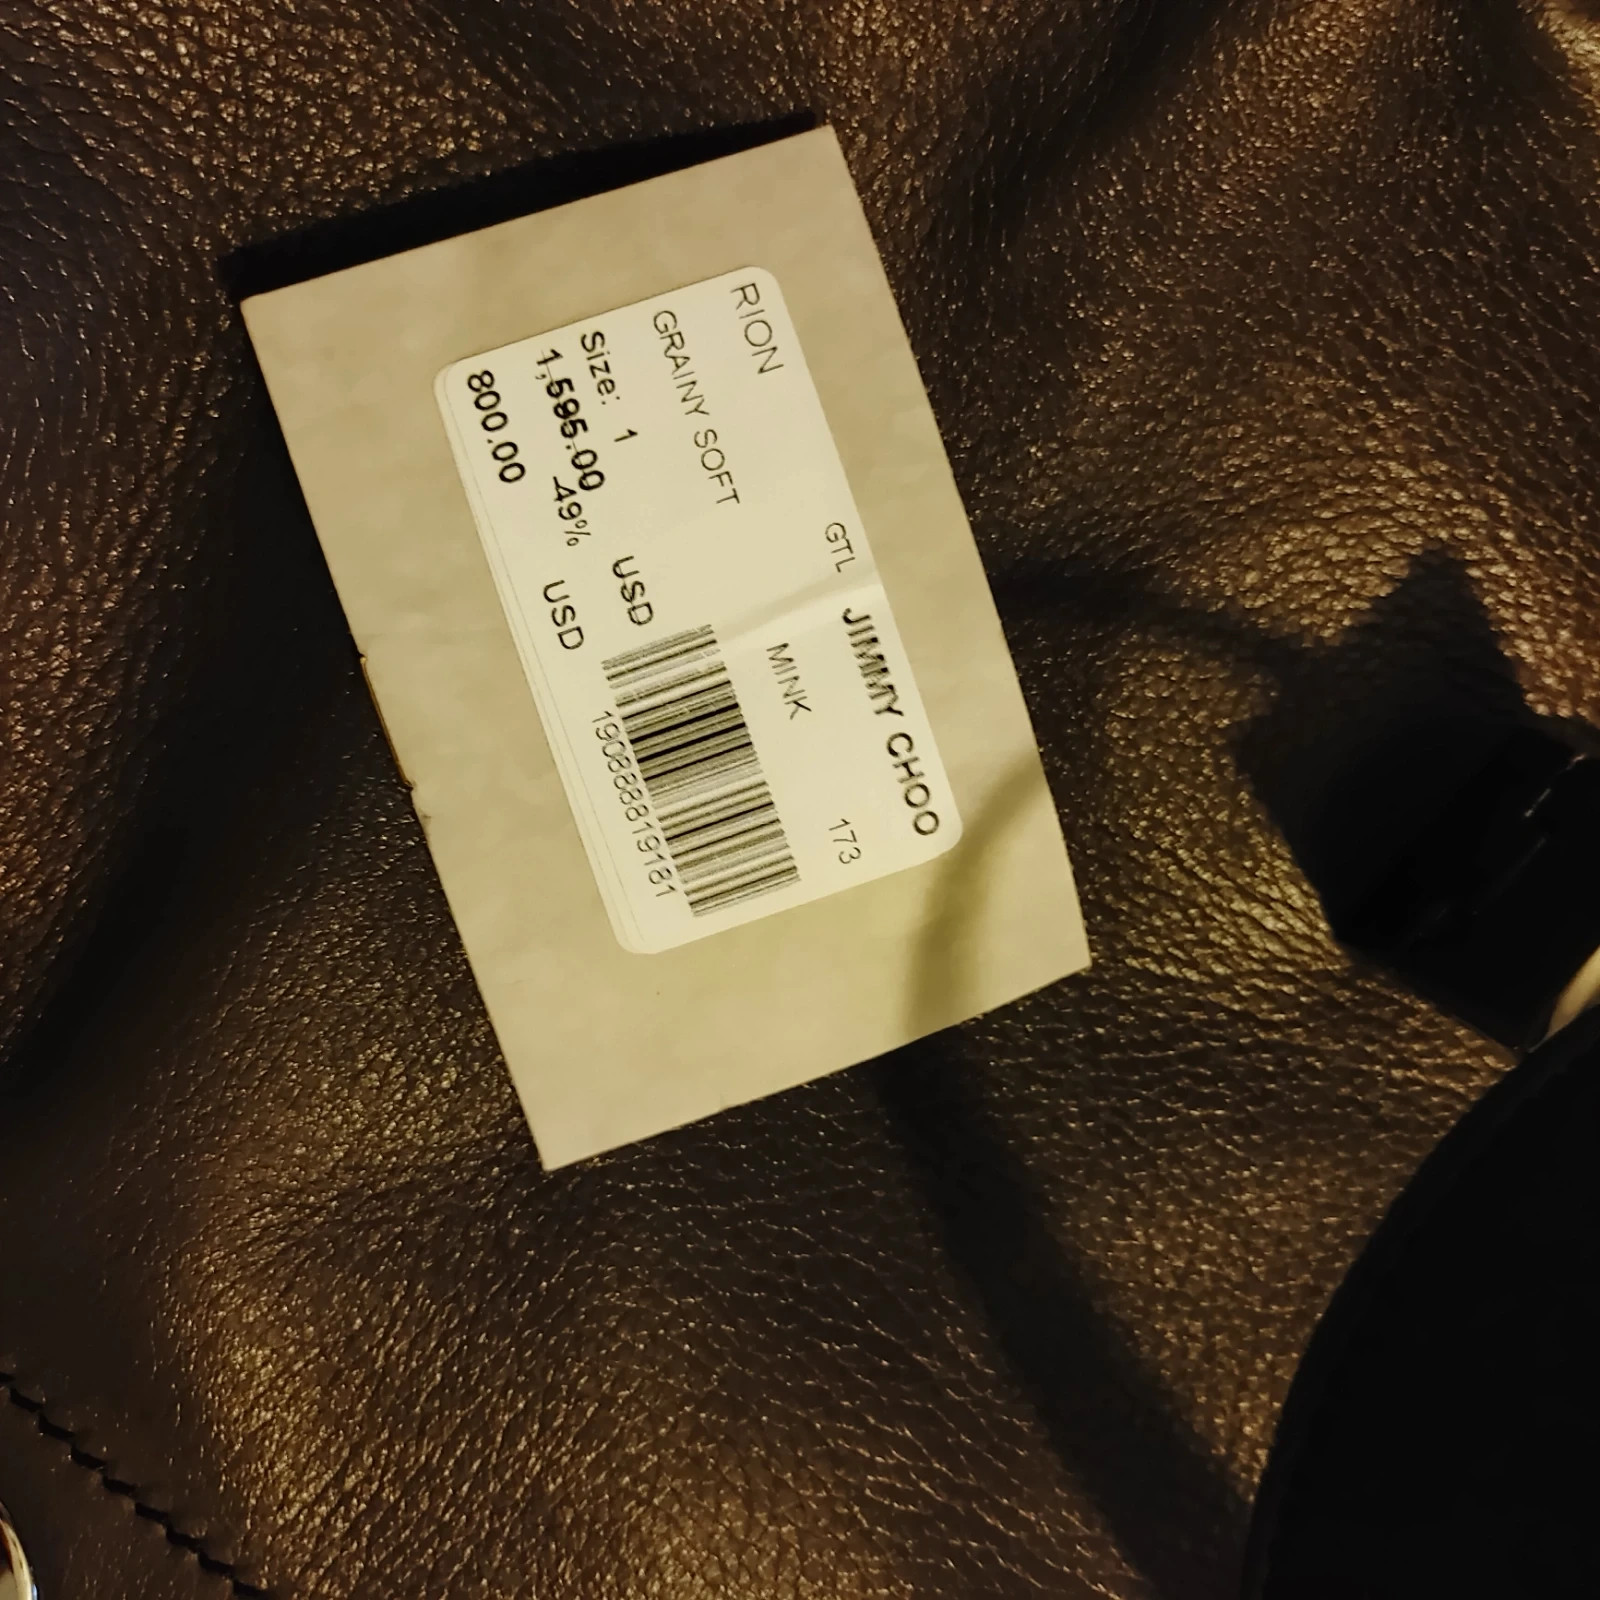 JIMMY CHOO
RION GTL 173
GRAINY SOFT MINK
Size: 1
1,595.00 USD
-49%
800.00 USD
190888819181